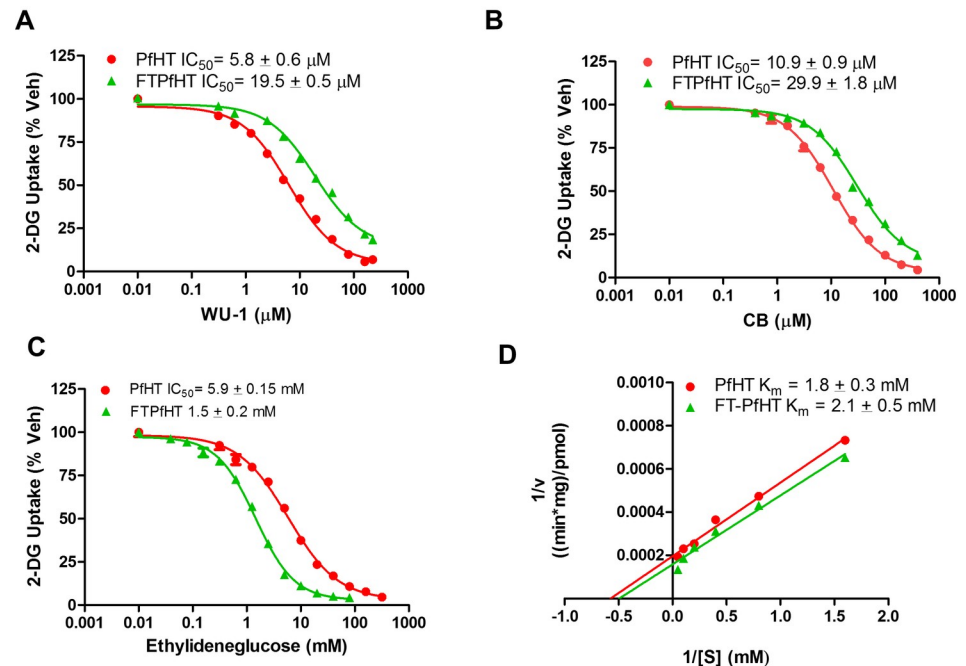 A
PfHT IC50= 5.8 ± 0.6 µM
FTPfHT IC50= 19.5 ± 0.5 µM
2-DG Uptake (% Veh)
125
100
75
50
25
0
0.001 0.01 0.1 1 10 100 1000
WU-1 (µM)
B
PfHT IC50= 10.9 ± 0.9 µM
FTPfHT IC50= 29.9 ± 1.8 µM
2-DG Uptake (% Veh)
125
100
75
50
25
0
0.001 0.01 0.1 1 10 100 1000
CB (µM)
C
PfHT IC50= 5.9 ± 0.15 mM
FTPfHT 1.5 ± 0.2 mM
2-DG Uptake (% Veh)
125
100
75
50
25
0
0.001 0.01 0.1 1 10 100 1000
Ethylideneglucose (mM)
D
PfHT Km = 1.8 ± 0.3 mM
FT-PfHT Km = 2.1 ± 0.5 mM
1/v
((min*mg)/pmol)
0.0010
0.0008
0.0006
0.0004
0.0002
-1.0 -0.5 0.0 0.5 1.0 1.5 2.0
1/[S] (mM)